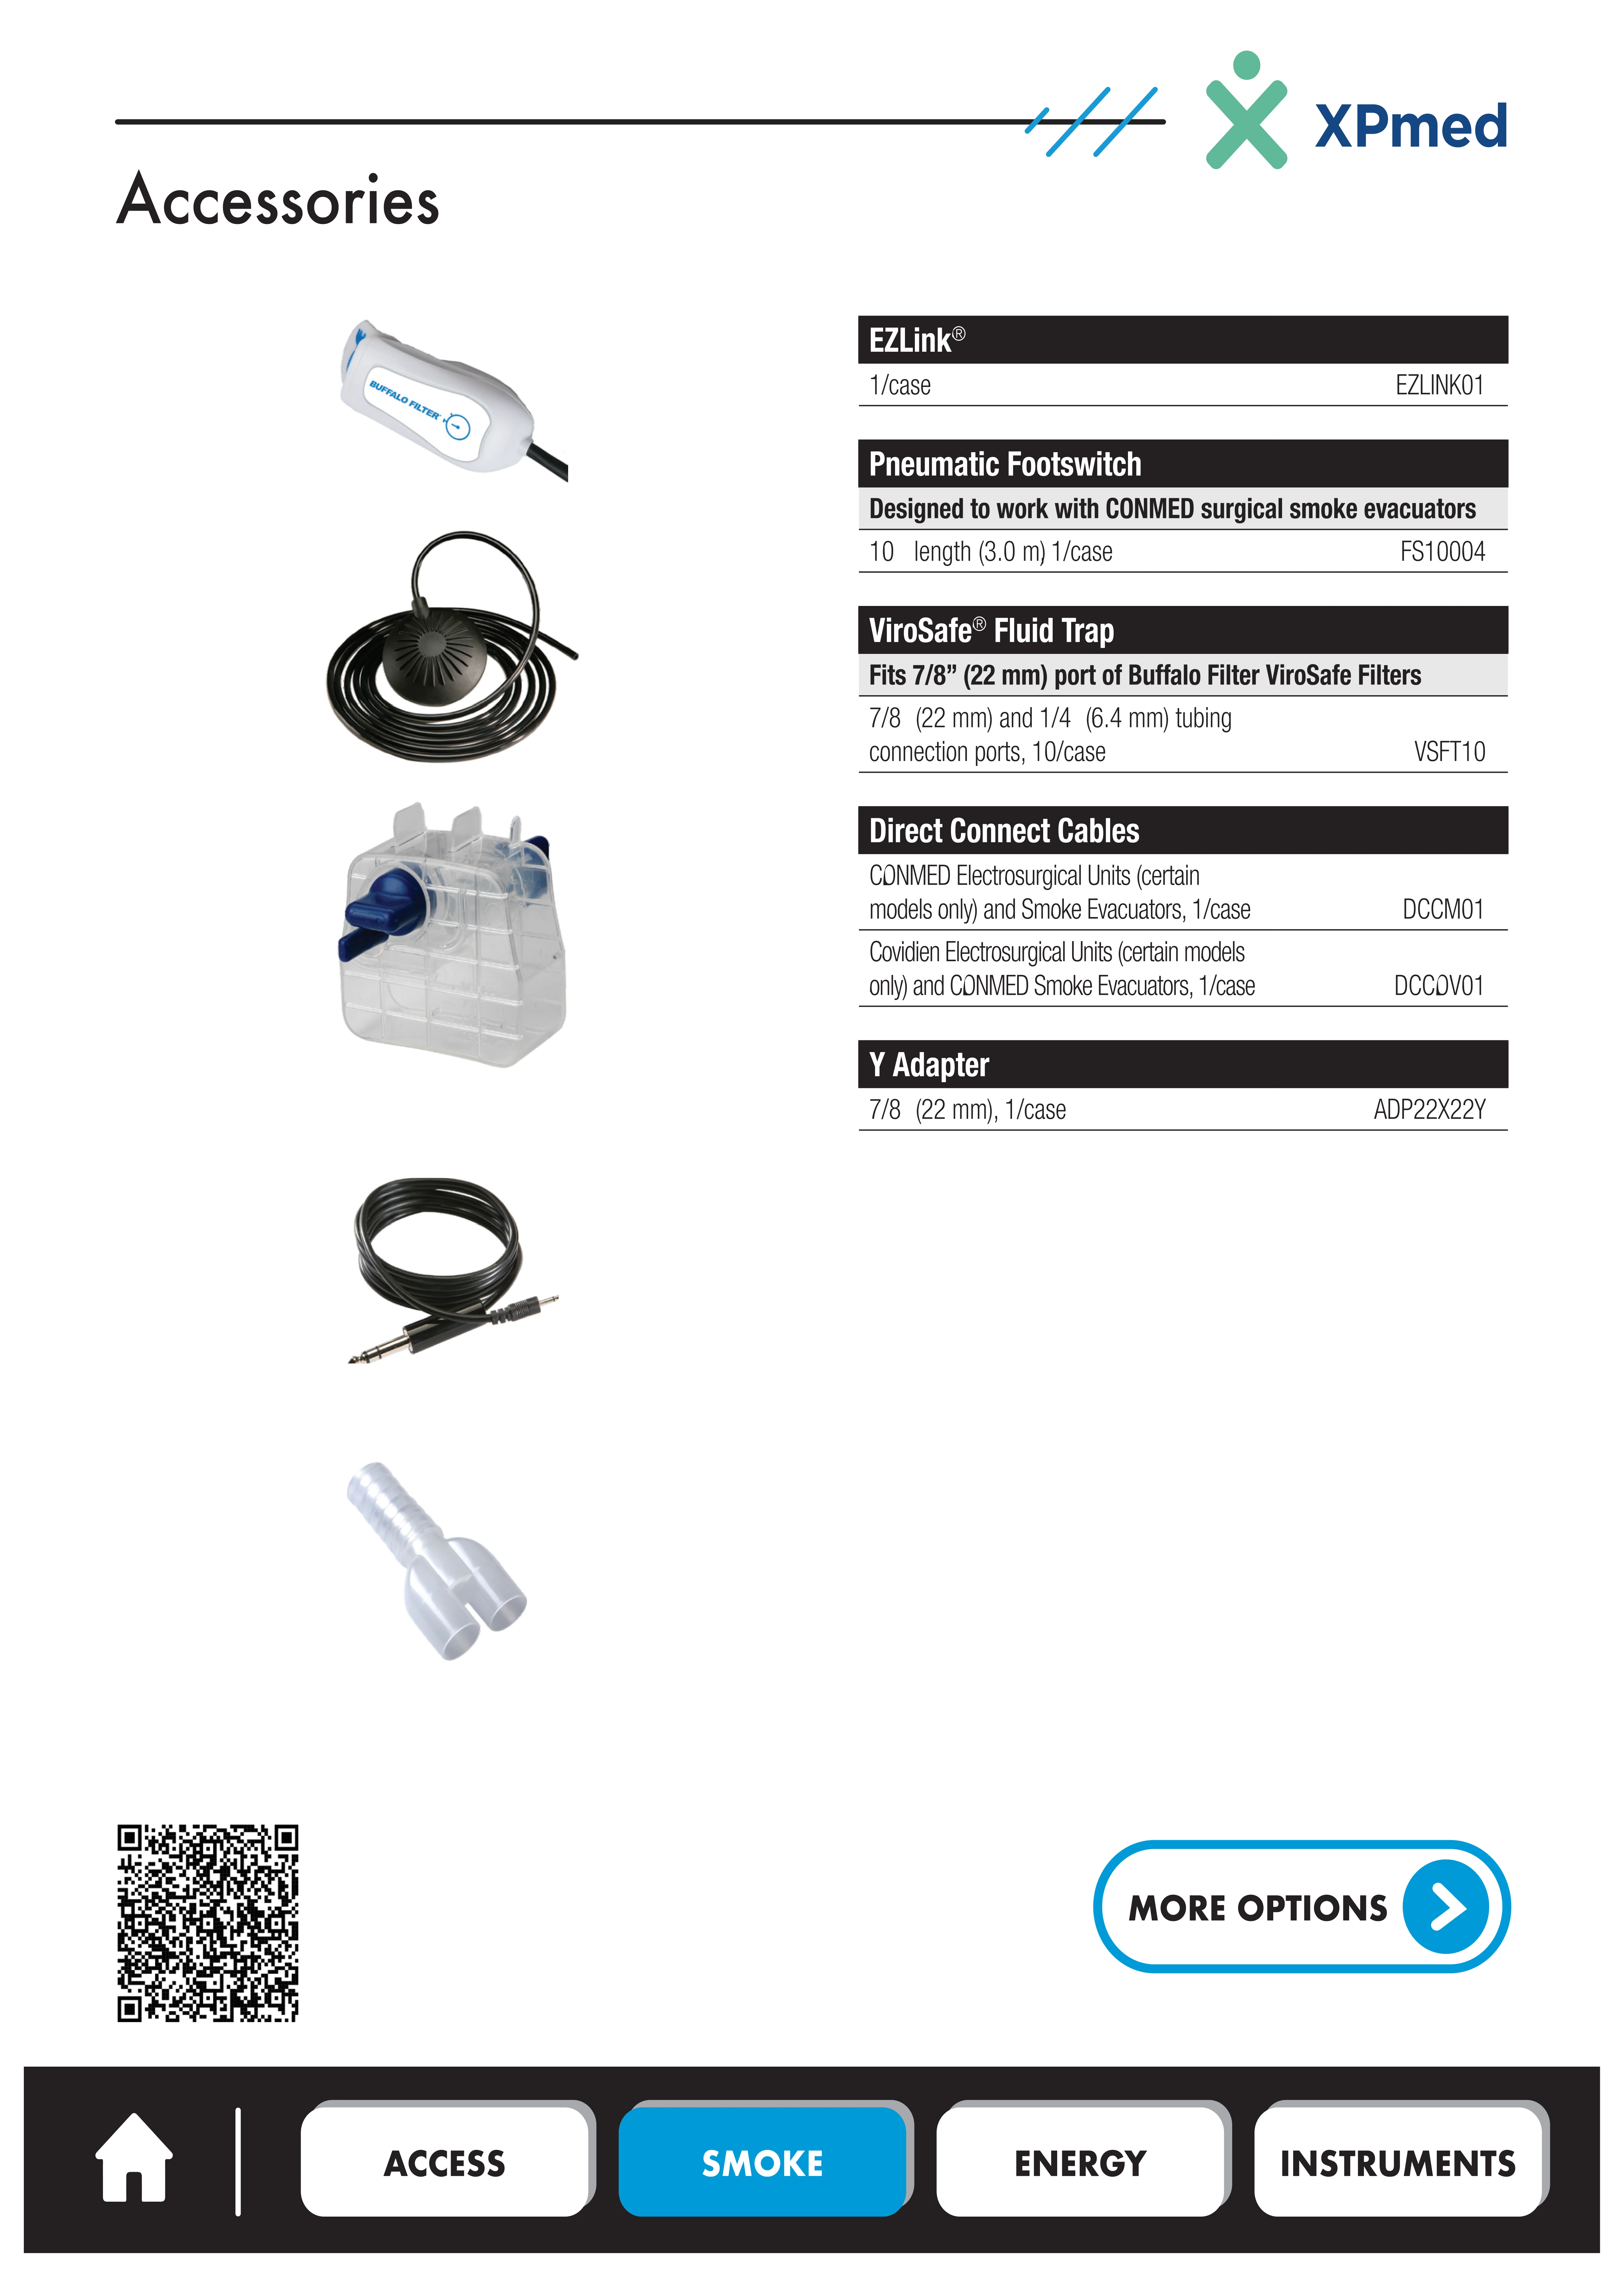 XPmed
Accessories
BUFFALO FILTER
EZLink®
1/case EZLINK01
Pneumatic Footswitch
Designed to work with CONMED surgical smoke evacuators
10 length (3.0 m) 1/case FS10004
ViroSafe® Fluid Trap
Fits 7/8” (22 mm) port of Buffalo Filter ViroSafe Filters
7/8 (22 mm) and 1/4 (6.4 mm) tubing
connection ports, 10/case VSFT10
Direct Connect Cables
CONMED Electrosurgical Units (certain
models only) and Smoke Evacuators, 1/case DCCM01
Covidien Electrosurgical Units (certain models
only) and CONMED Smoke Evacuators, 1/case DCCOV01
Y Adapter
7/8 (22 mm), 1/case ADP22X22Y
MORE OPTIONS
ACCESS
SMOKE
ENERGY
INSTRUMENTS